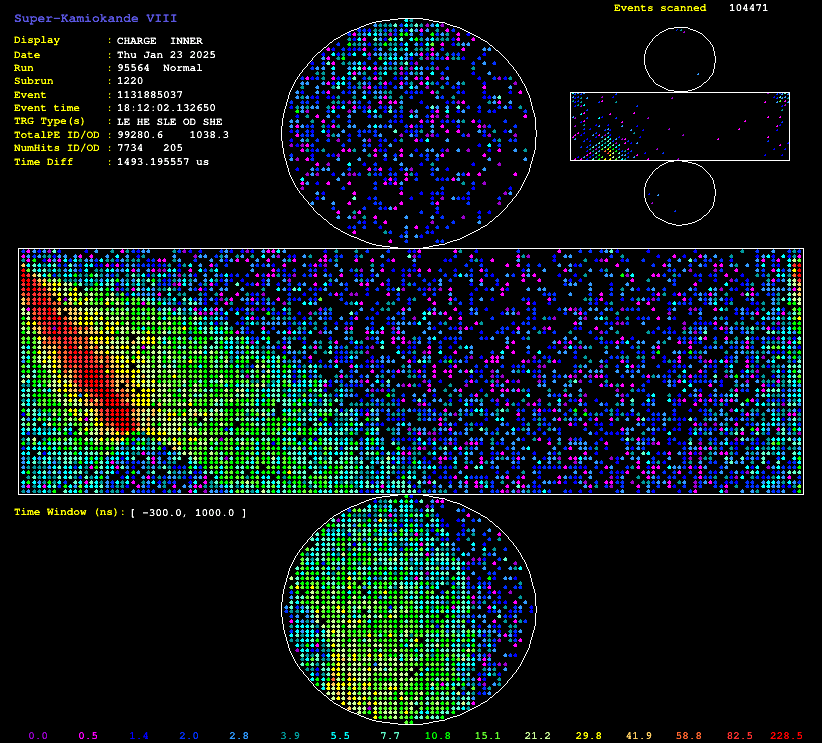 Super-Kamiokande VIII
Events scanned 104471
Display : CHARGE INNER
Date : Thu Jan 23 2025
Run : 95564 Normal
Subrun : 1220
Event : 1131885037
Event time : 18:12:02.132650
TRG Type(s) : LE HE SLE OD SHE
TotalPE ID/OD : 99280.6 1038.3
NumHits ID/OD : 7734 205
Time Diff : 1493.195557 us
Time Window (ns): [ -300.0, 1000.0 ]
0.0 0.5 1.4 2.0 2.8 3.9 5.5 7.7 10.8 15.1 21.2 29.8 41.9 58.8 82.5 228.5